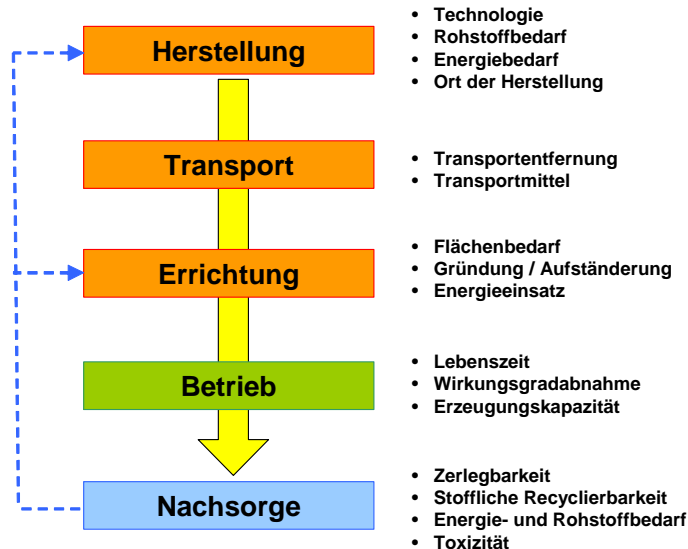 Herstellung
• Technologie
• Rohstoffbedarf
• Energiebedarf
• Ort der Herstellung
Transport
• Transportentfernung
• Transportmittel
Errichtung
• Flächenbedarf
• Gründung / Aufständerung
• Energieeinsatz
Betrieb
• Lebenszeit
• Wirkungsgradabnahme
• Erzeugungskapazität
Nachsorge
• Zerlegbarkeit
• Stoffliche Recyclierbarkeit
• Energie- und Rohstoffbedarf
• Toxizität